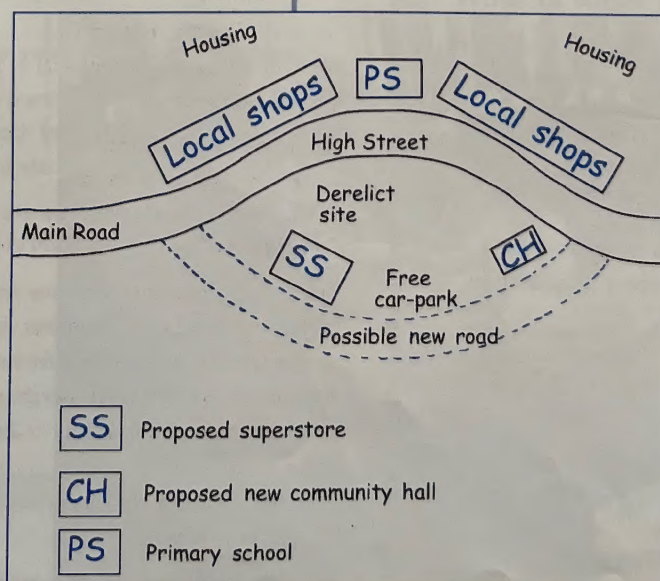 Housing
Housing
Local shops
PS
Local shops
High Street
Derelict
site
Main Road
SS
CH
Free
car-park
Possible new road
SS Proposed superstore
CH Proposed new community hall
PS Primary school